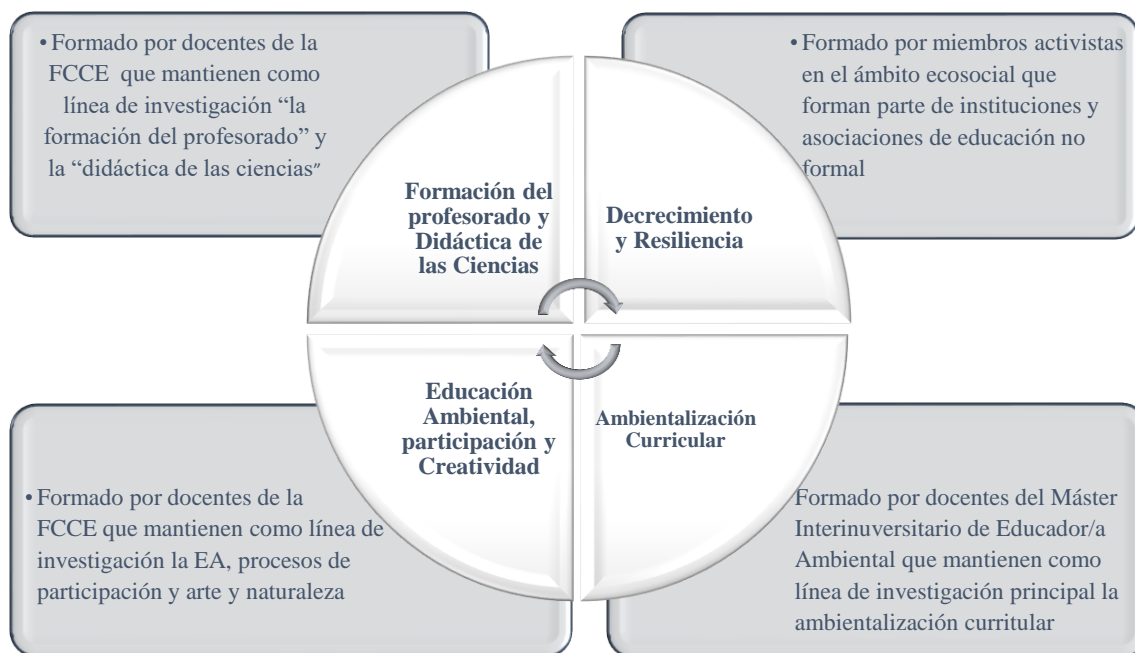 • Formado por docentes de la
FCCE que mantienen como
línea de investigación “la
formación del profesorado” y
la “didáctica de las ciencias”
• Formado por miembros activistas
en el ámbito ecosocial que
forman parte de instituciones y
asociaciones de educación no
formal
Formación del
profesorado y
Didáctica de
las Ciencias
Decrecimiento
y Resiliencia
Educación
Ambiental,
participación y
Creatividad
Ambientalización
Curricular
• Formado por docentes de la
FCCE que mantienen como línea de
investigación la EA, procesos de
participación y arte y naturaleza
Formado por docentes del Máster
Interinuversitario de Educador/a
Ambiental que mantienen como
línea de investigación principal la
ambientalización curritular